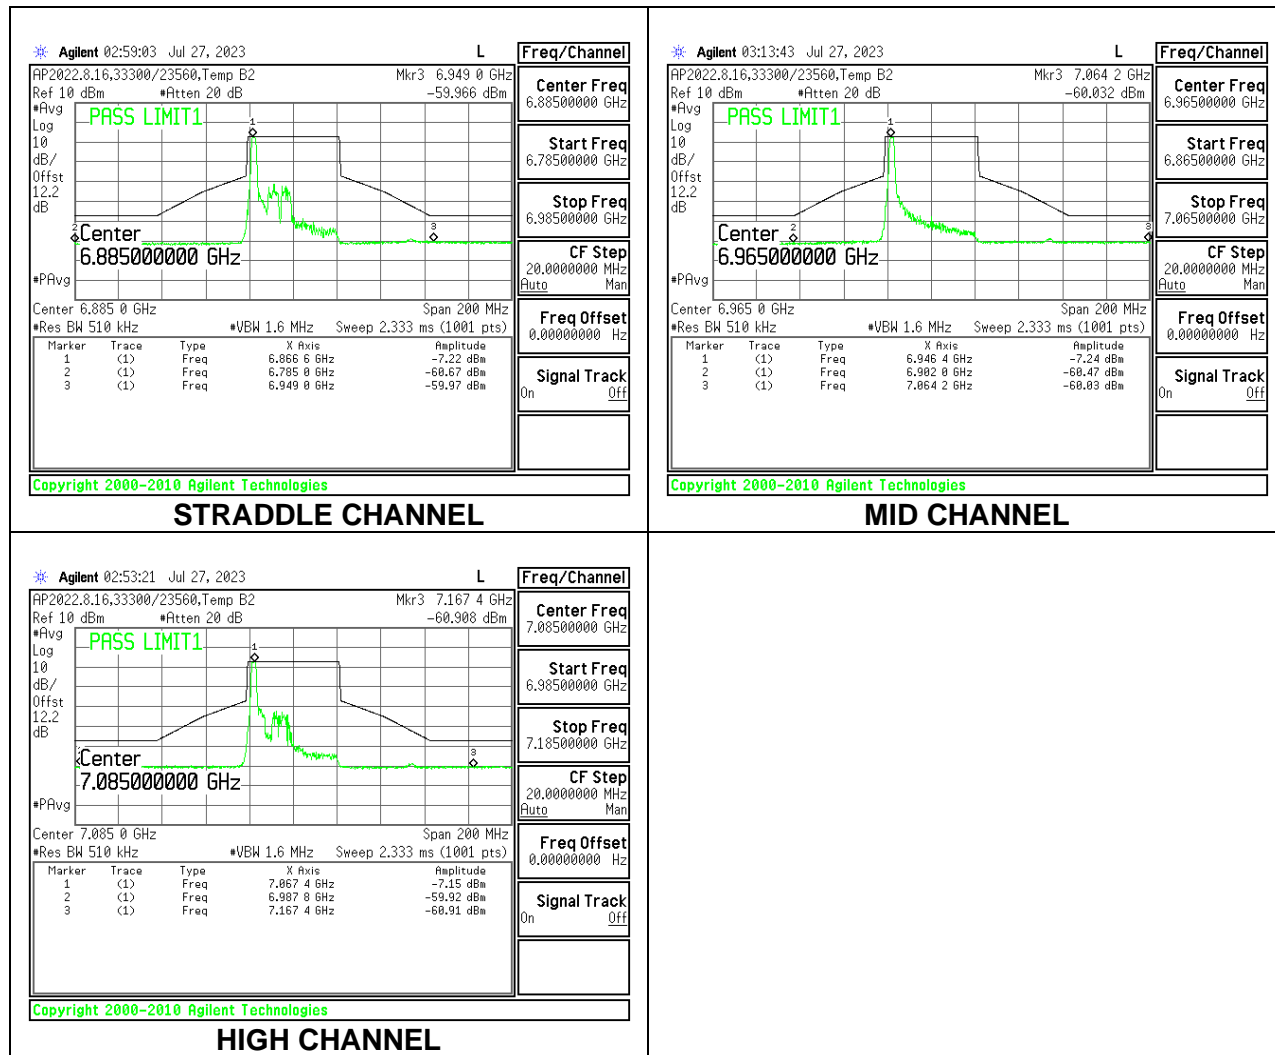 Agilent 02:59:03 Jul 27, 2023 L
AP2022.8.16,33300/23560,Temp B2 Mkr3 6.949 0 GHz
Ref 10 dBm #Atten 20 dB -59.966 dBm
#Avg
Log
10
dB/
Offst
12.2
dB
#PAvg
PASS LIMIT1
1
2
3
Center
6.885000000 GHz
Center 6.885 0 GHz Span 200 MHz
#Res BW 510 kHz #VBW 1.6 MHz Sweep 2.333 ms (1001 pts)
Marker Trace Type X Axis Amplitude
1 (1) Freq 6.866 6 GHz -7.22 dBm
2 (1) Freq 6.785 0 GHz -60.67 dBm
3 (1) Freq 6.949 0 GHz -59.97 dBm
Freq/Channel
Center Freq
6.88500000 GHz
Start Freq
6.78500000 GHz
Stop Freq
6.98500000 GHz
CF Step
20.0000000 MHz
Auto Man
Freq Offset
0.00000000 Hz
Signal Track
On Off
Copyright 2000-2010 Agilent Technologies
STRADDLE CHANNEL
Agilent 03:13:43 Jul 27, 2023 L
AP2022.8.16,33300/23560,Temp B2 Mkr3 7.064 2 GHz
Ref 10 dBm #Atten 20 dB -60.032 dBm
#Avg
Log
10
dB/
Offst
12.2
dB
#PAvg
PASS LIMIT1
1
2
3
Center
6.965000000 GHz
Center 6.965 0 GHz Span 200 MHz
#Res BW 510 kHz #VBW 1.6 MHz Sweep 2.333 ms (1001 pts)
Marker Trace Type X Axis Amplitude
1 (1) Freq 6.946 4 GHz -7.24 dBm
2 (1) Freq 6.902 0 GHz -60.47 dBm
3 (1) Freq 7.064 2 GHz -60.03 dBm
Freq/Channel
Center Freq
6.96500000 GHz
Start Freq
6.86500000 GHz
Stop Freq
7.06500000 GHz
CF Step
20.0000000 MHz
Auto Man
Freq Offset
0.00000000 Hz
Signal Track
On Off
Copyright 2000-2010 Agilent Technologies
MID CHANNEL
Agilent 02:53:21 Jul 27, 2023 L
AP2022.8.16,33300/23560,Temp B2 Mkr3 7.167 4 GHz
Ref 10 dBm #Atten 20 dB -60.908 dBm
#Avg
Log
10
dB/
Offst
12.2
dB
#PAvg
PASS LIMIT1
1
3
Center
7.085000000 GHz
Center 7.085 0 GHz Span 200 MHz
#Res BW 510 kHz #VBW 1.6 MHz Sweep 2.333 ms (1001 pts)
Marker Trace Type X Axis Amplitude
1 (1) Freq 7.067 4 GHz -7.15 dBm
2 (1) Freq 6.987 8 GHz -59.92 dBm
3 (1) Freq 7.167 4 GHz -60.91 dBm
Freq/Channel
Center Freq
7.08500000 GHz
Start Freq
6.98500000 GHz
Stop Freq
7.18500000 GHz
CF Step
20.0000000 MHz
Auto Man
Freq Offset
0.00000000 Hz
Signal Track
On Off
Copyright 2000-2010 Agilent Technologies
HIGH CHANNEL